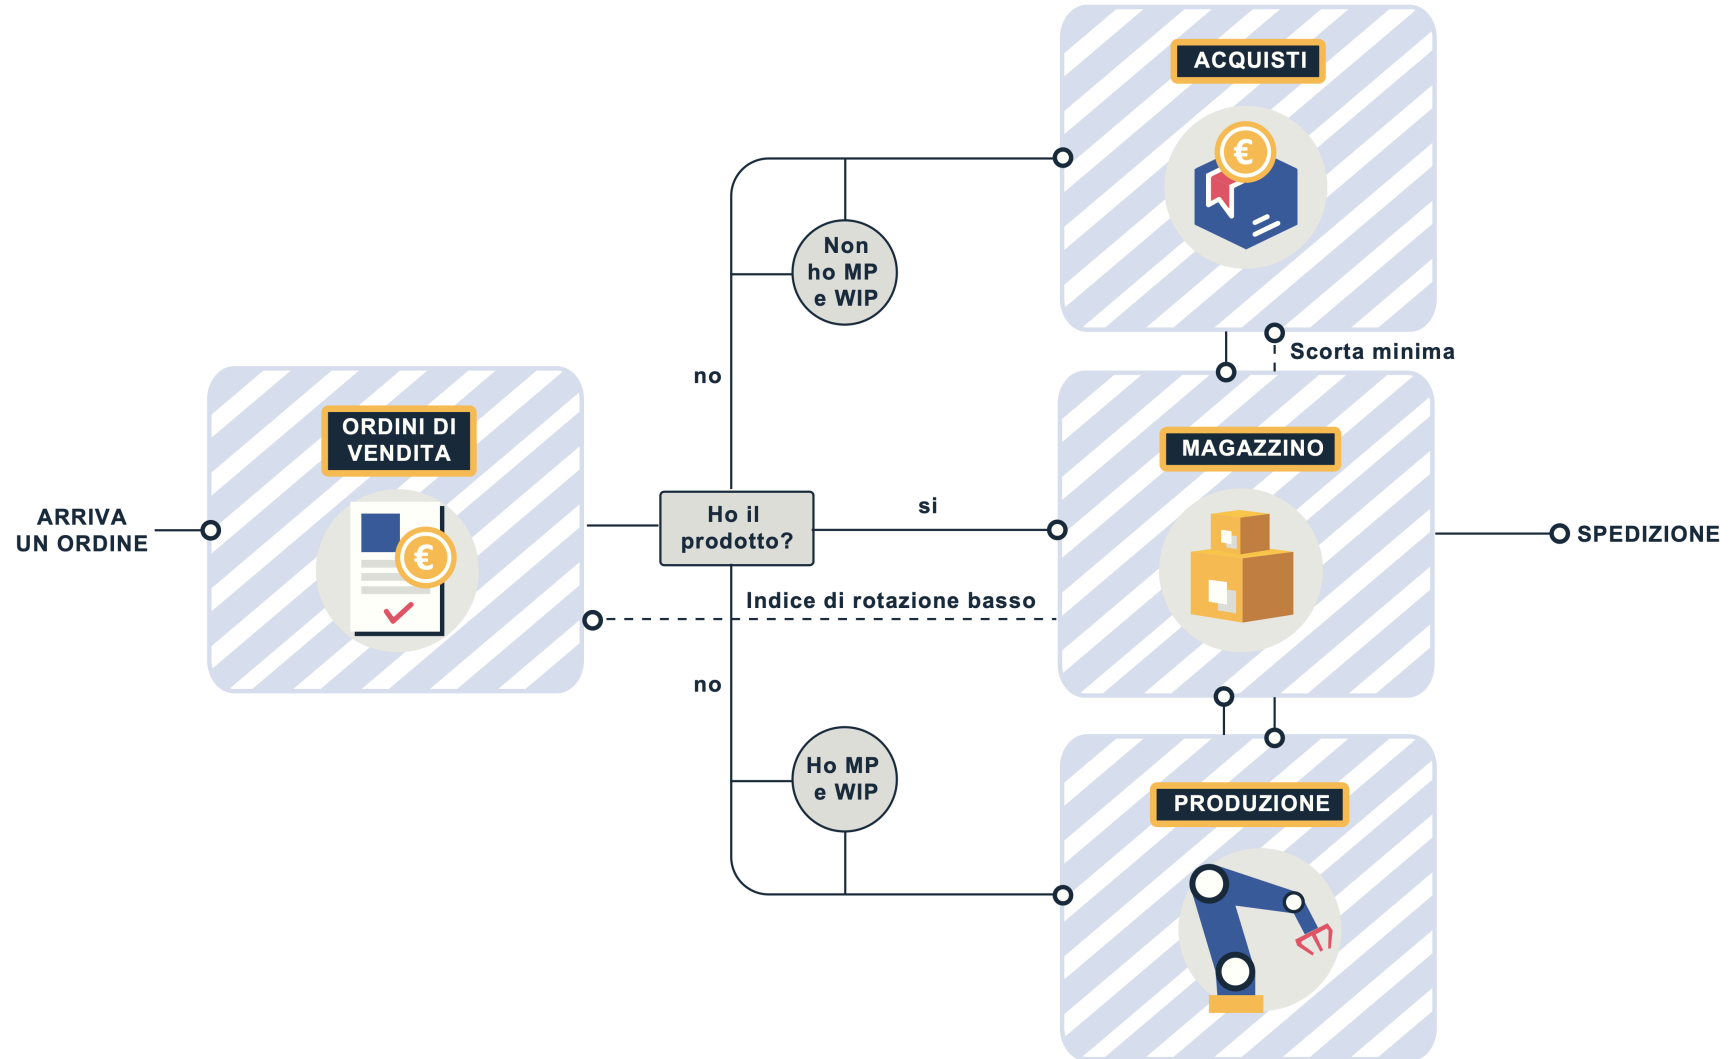 ARRIVA
UN ORDINE
ORDINI DI
VENDITA
€
Ho il
prodotto?
no
Non
ho MP
e WIP
si
Indice di rotazione basso
no
Ho MP
e WIP
ACQUISTI
€
Scorta minima
MAGAZZINO
SPEDIZIONE
PRODUZIONE